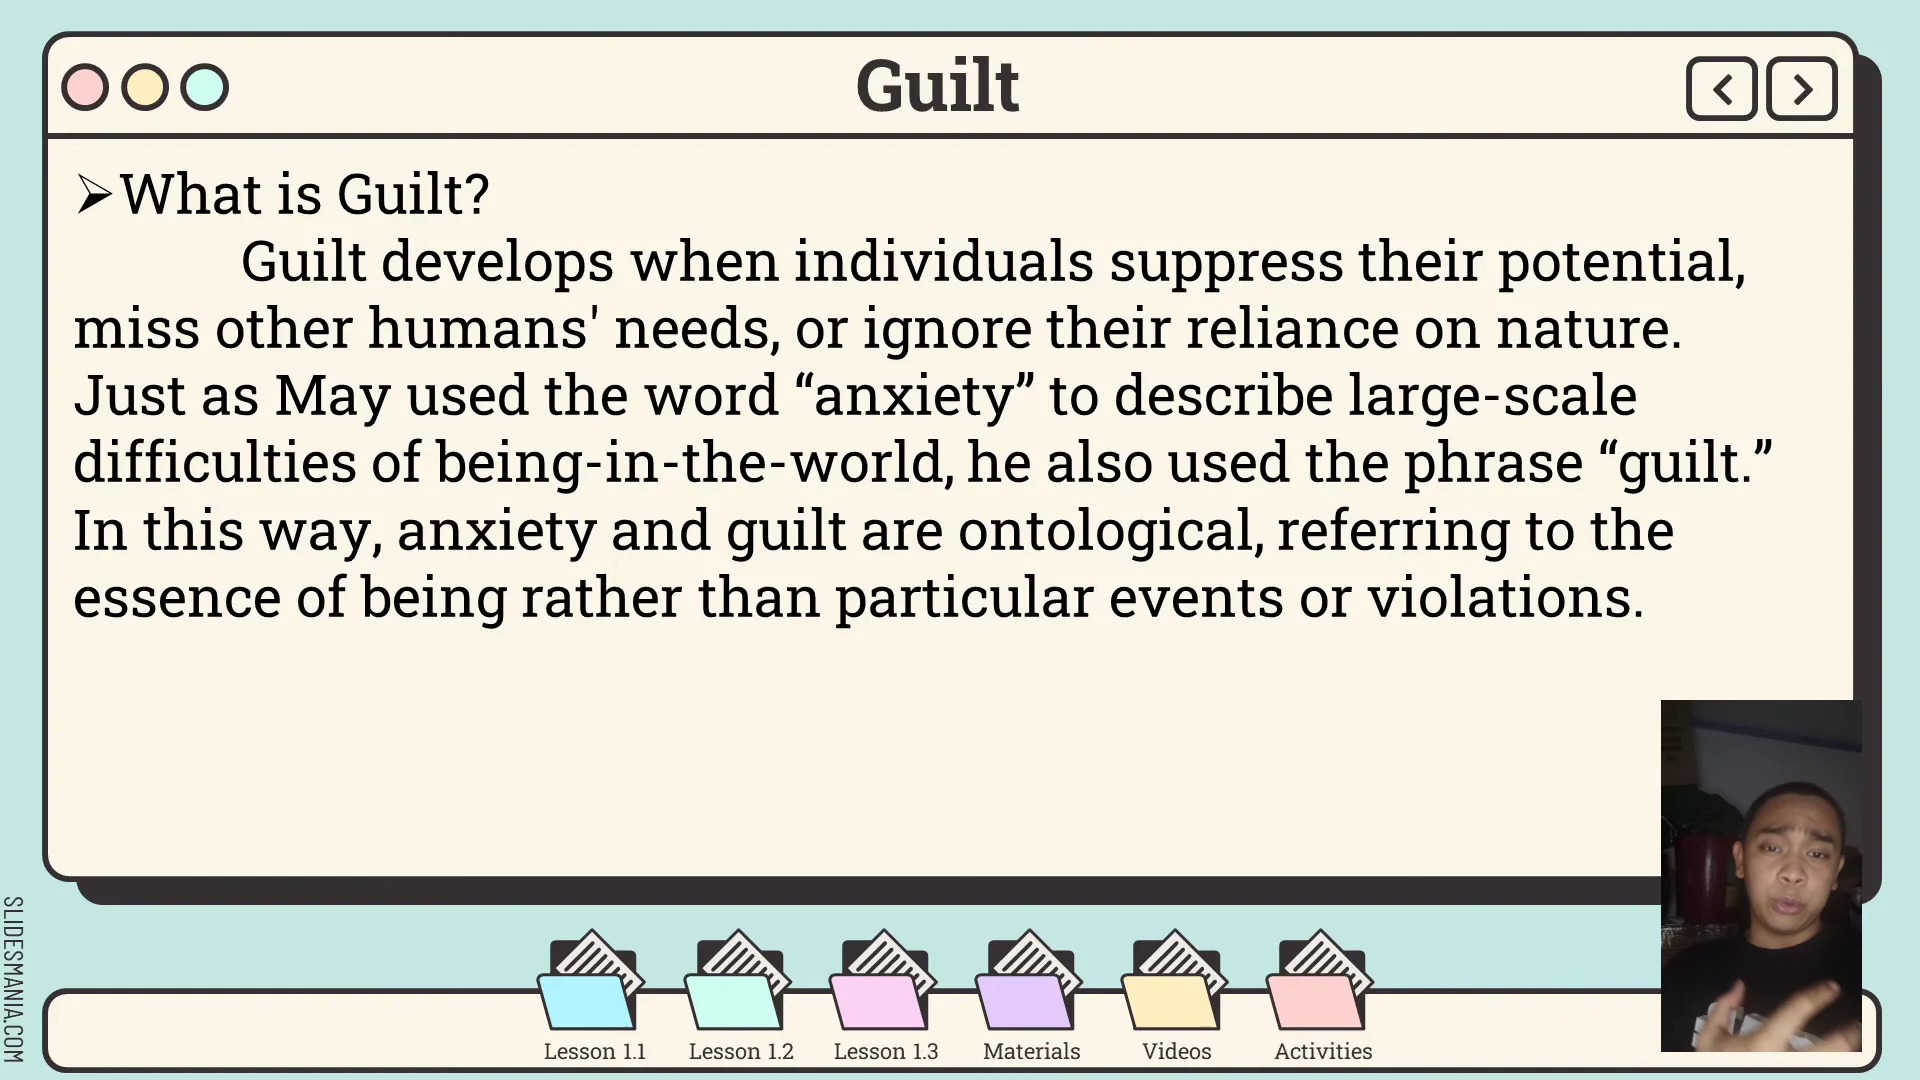 Guilt
What is Guilt?
Guilt develops when individuals suppress their potential,
miss other humans' needs, or ignore their reliance on nature.
Just as May used the word “anxiety” to describe large-scale
difficulties of being-in-the-world, he also used the phrase “guilt.”
In this way, anxiety and guilt are ontological, referring to the
essence of being rather than particular events or violations.
SLIDESMANIA.COM
Lesson 1.1
Lesson 1.2
Lesson 1.3
Materials
Videos
Activities